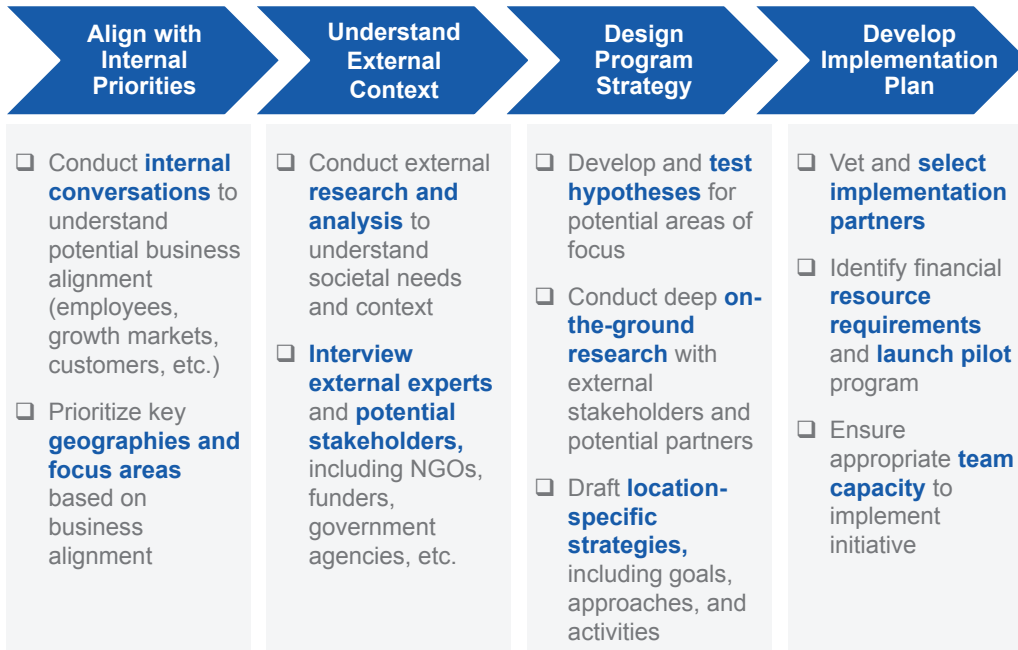 Align with
Internal
Priorities
Understand
External
Context
Design
Program
Strategy
Develop
Implementation
Plan
❑ Conduct internal
conversations to
understand
potential business
alignment
(employees,
growth markets,
customers, etc.)
❑ Prioritize key
geographies and
focus areas
based on
business
alignment
❑ Conduct external
research and
analysis to
understand
societal needs
and context
❑ Interview
external experts
and potential
stakeholders,
including NGOs,
funders,
government
agencies, etc.
❑ Develop and test
hypotheses for
potential areas of
focus
❑ Conduct deep on-
the-ground
research with
external
stakeholders and
potential partners
❑ Draft location-
specific
strategies,
including goals,
approaches, and
activities
❑ Vet and select
implementation
partners
❑ Identify financial
resource
requirements
and launch pilot
program
❑ Ensure
appropriate team
capacity to
implement
initiative